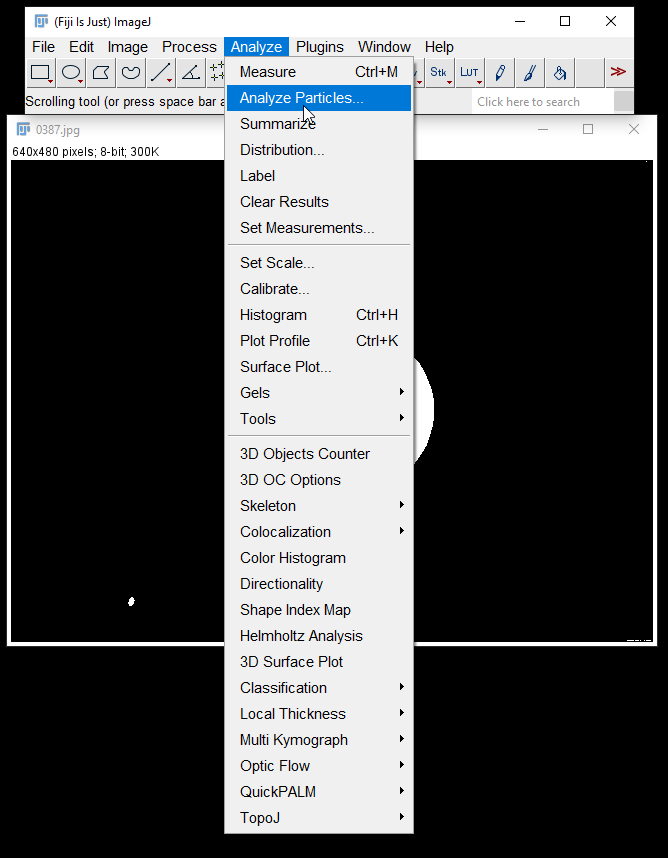 (Fiji Is Just) ImageJ
File Edit Image Process Analyze Plugins Window Help
Stk LUT
Scrolling tool (or press space bar a
Click here to search
0387.jpg
640x480 pixels; 8-bit; 300K
Measure Ctrl+M
Analyze Particles...
Summarize
Distribution...
Label
Clear Results
Set Measurements...
Set Scale...
Calibrate...
Histogram Ctrl+H
Plot Profile Ctrl+K
Surface Plot...
Gels
Tools
3D Objects Counter
3D OC Options
Skeleton
Colocalization
Color Histogram
Directionality
Shape Index Map
Helmholtz Analysis
3D Surface Plot
Classification
Local Thickness
Multi Kymograph
Optic Flow
QuickPALM
TopoJ